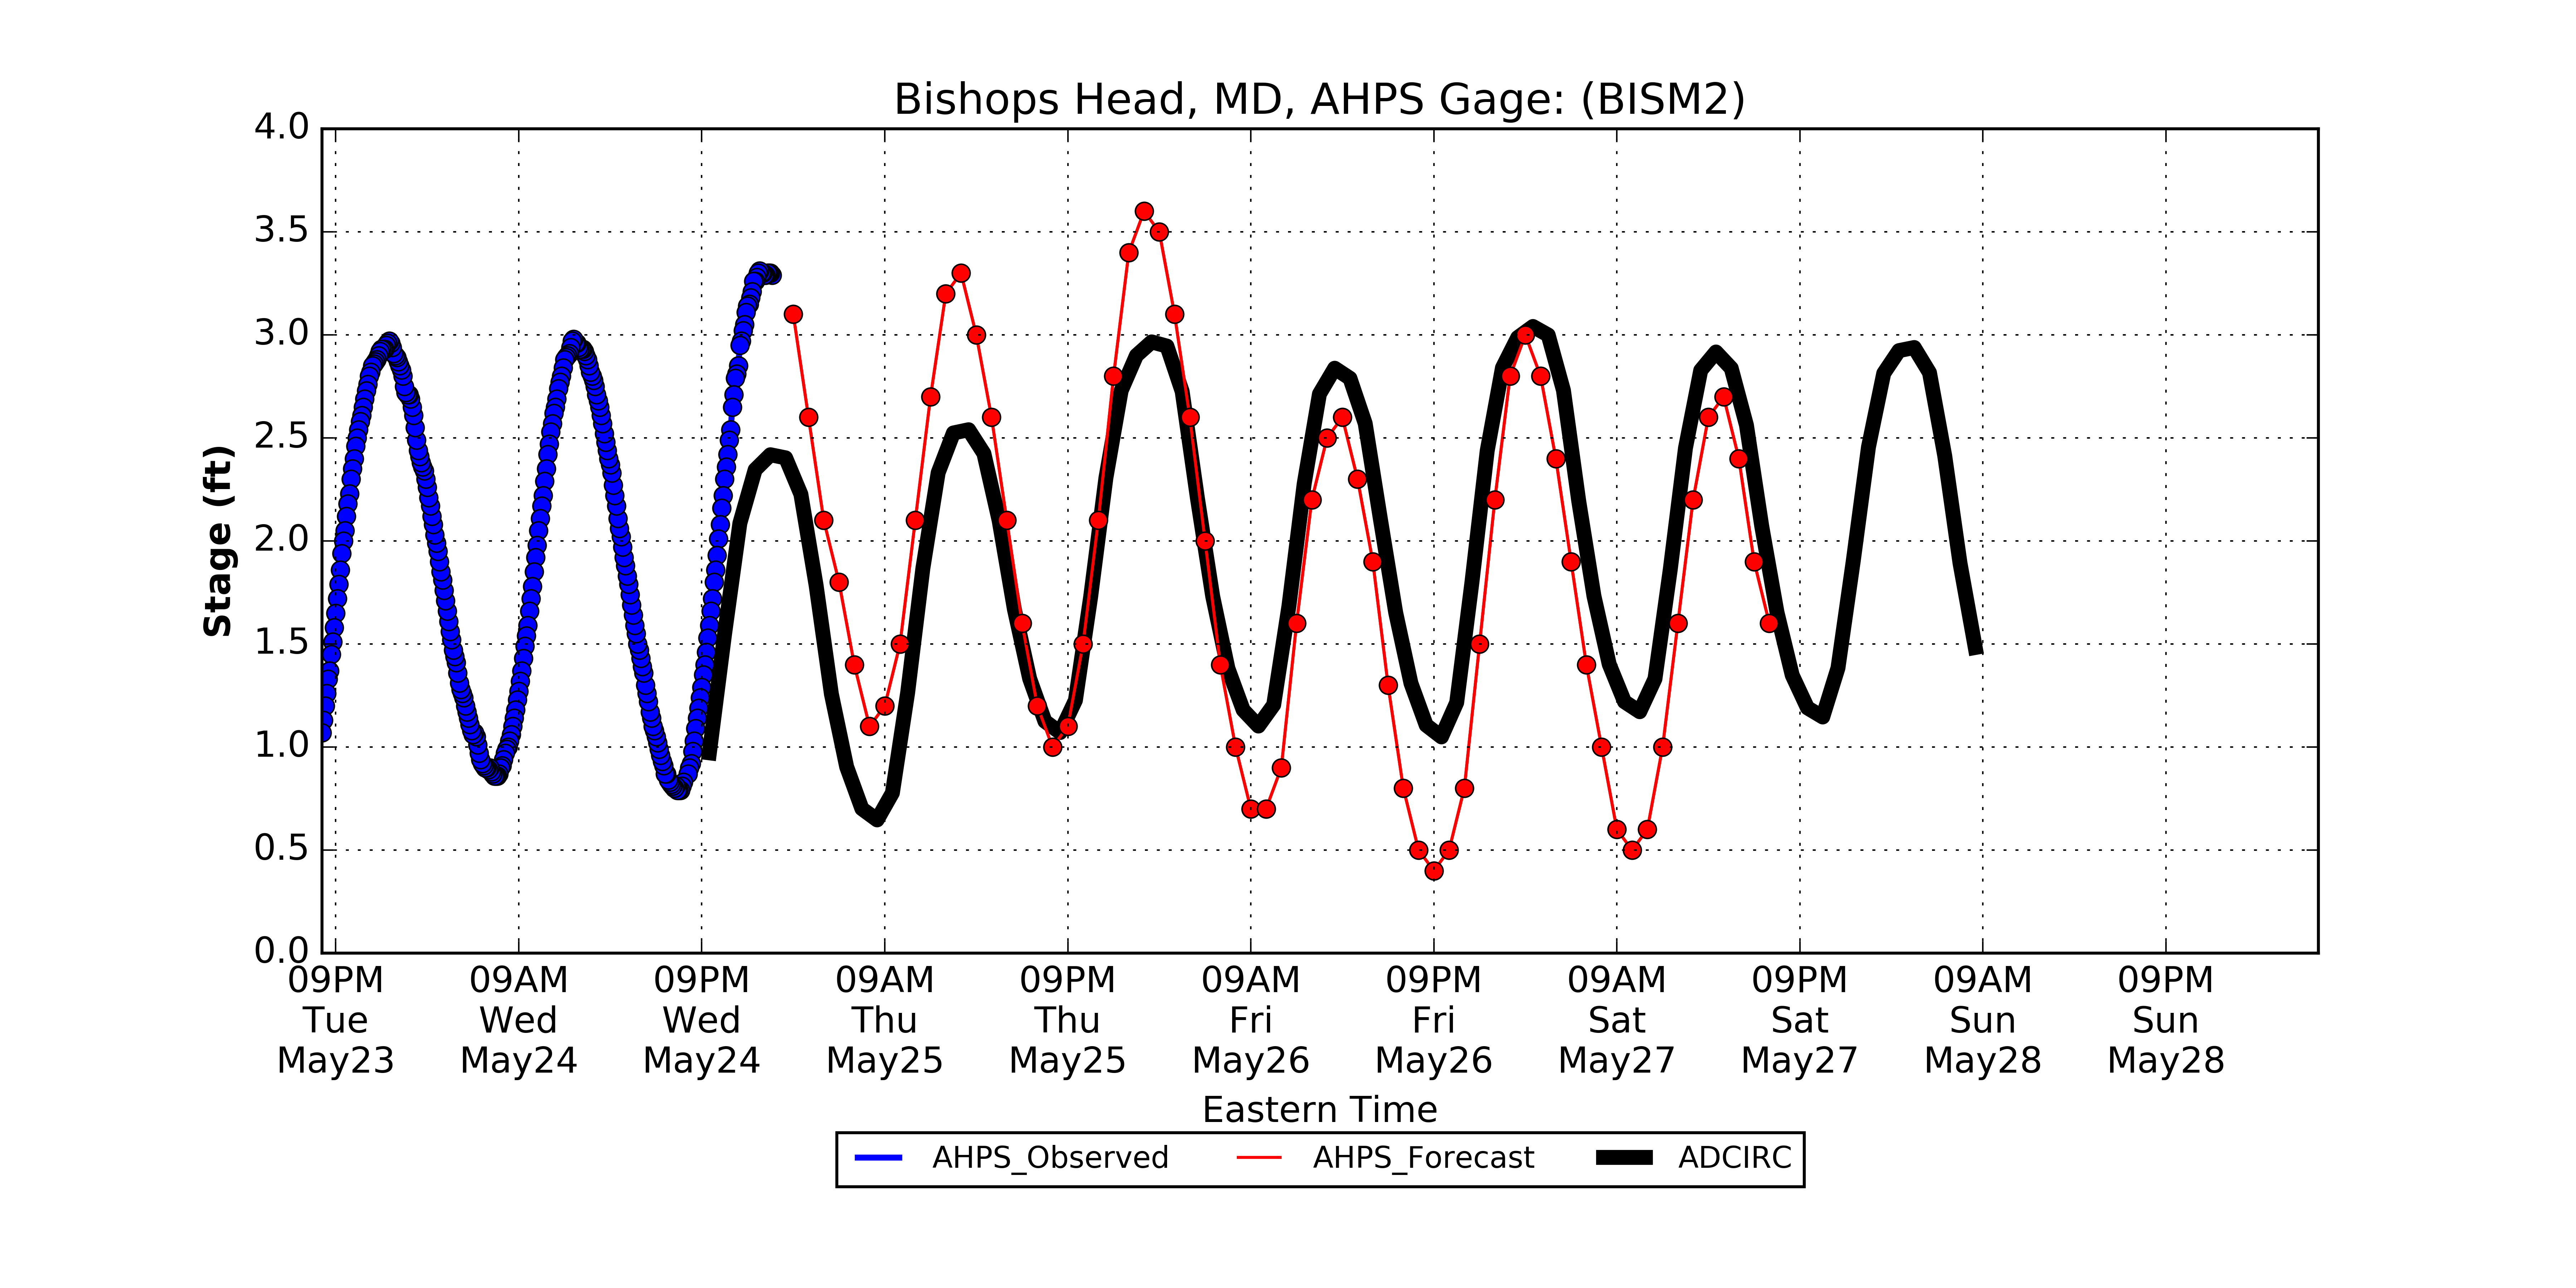 Bishops Head, MD, AHPS Gage: (BISM2)
4.0
3.5
3.0
2.5
2.0
1.5
1.0
0.5
0.0
Stage (ft)
09PM 09AM 09PM 09AM 09PM 09AM 09PM 09AM 09PM 09AM 09PM
Tue Wed Wed Thu Thu Fri Fri Sat Sat Sun Sun
May23 May24 May24 May25 May25 May26 May26 May27 May27 May28 May28
Eastern Time
AHPS_Observed AHPS_Forecast ADCIRC